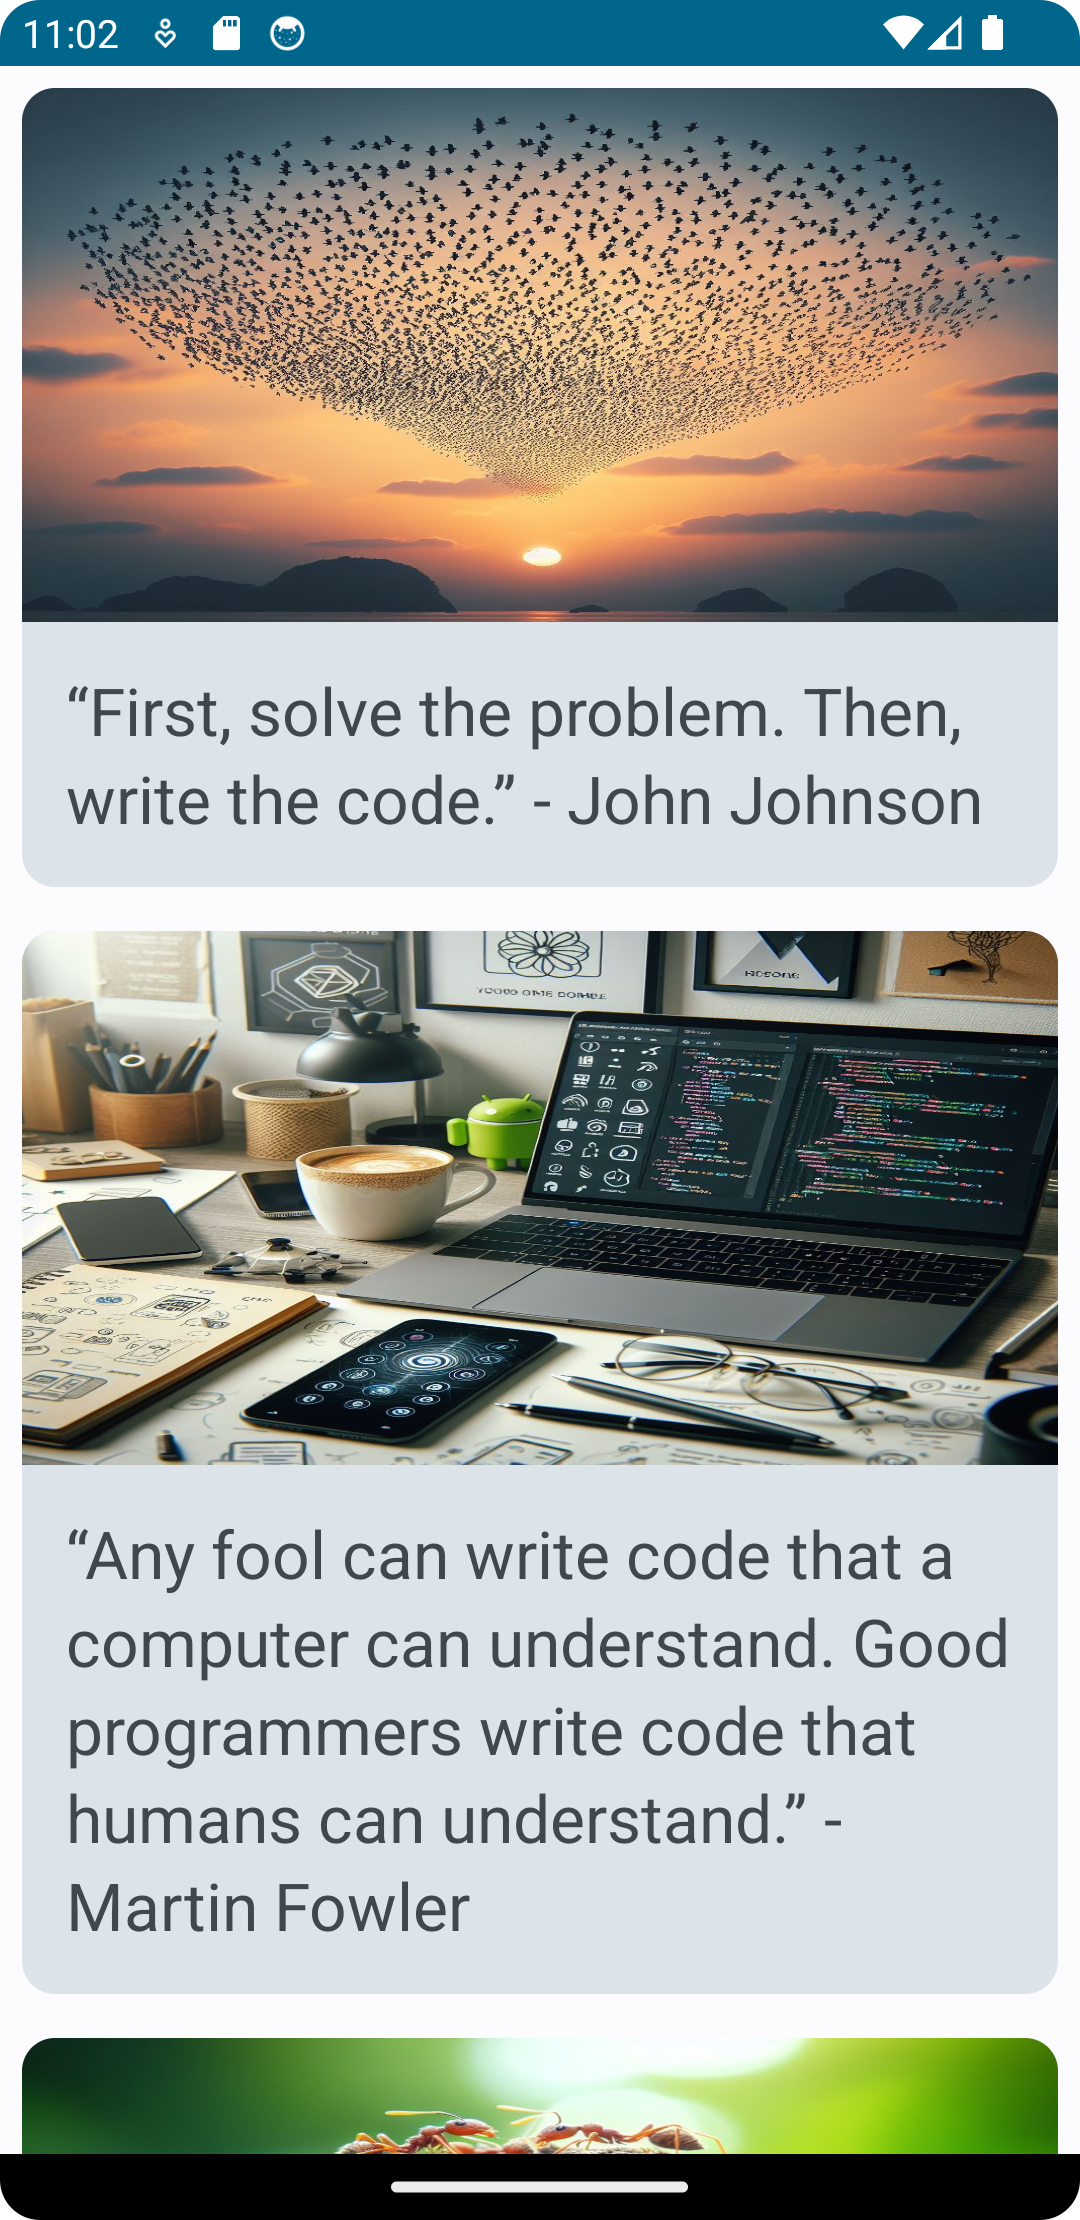 11:02
“First, solve the problem. Then,
write the code.” - John Johnson
“Any fool can write code that a
computer can understand. Good
programmers write code that
humans can understand.” -
Martin Fowler